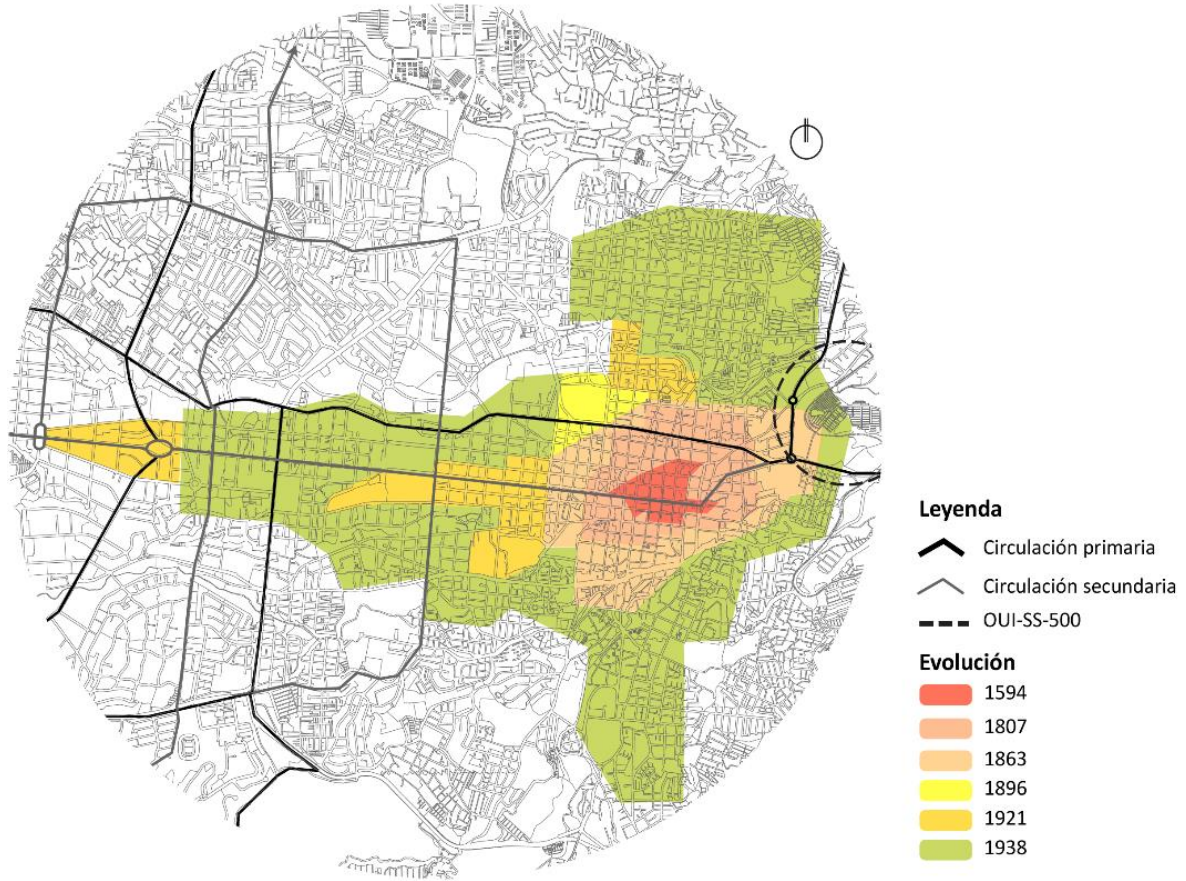 Leyenda
Circulación primaria
Circulación secundaria
OUI-SS-500
Evolución
1594
1807
1863
1896
1921
1938